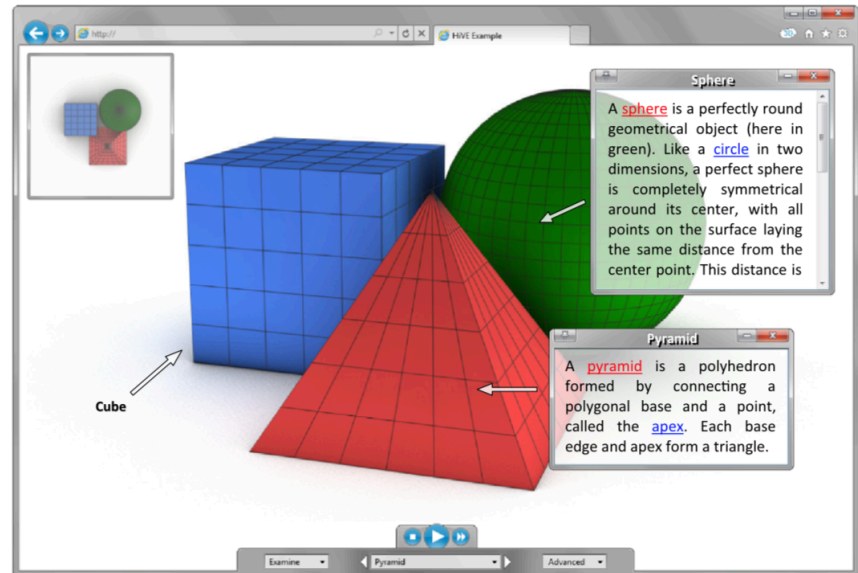 http://
HiVE Example
Sphere
A sphere is a perfectly round
geometrical object (here in
green). Like a circle in two
dimensions, a perfect sphere
is completely symmetrical
around its center, with all
points on the surface laying
the same distance from the
center point. This distance is
Pyramid
A pyramid is a polyhedron
formed by connecting a
polygonal base and a point,
called the apex. Each base
edge and apex form a triangle.
Cube
Examine
Pyramid
Advanced